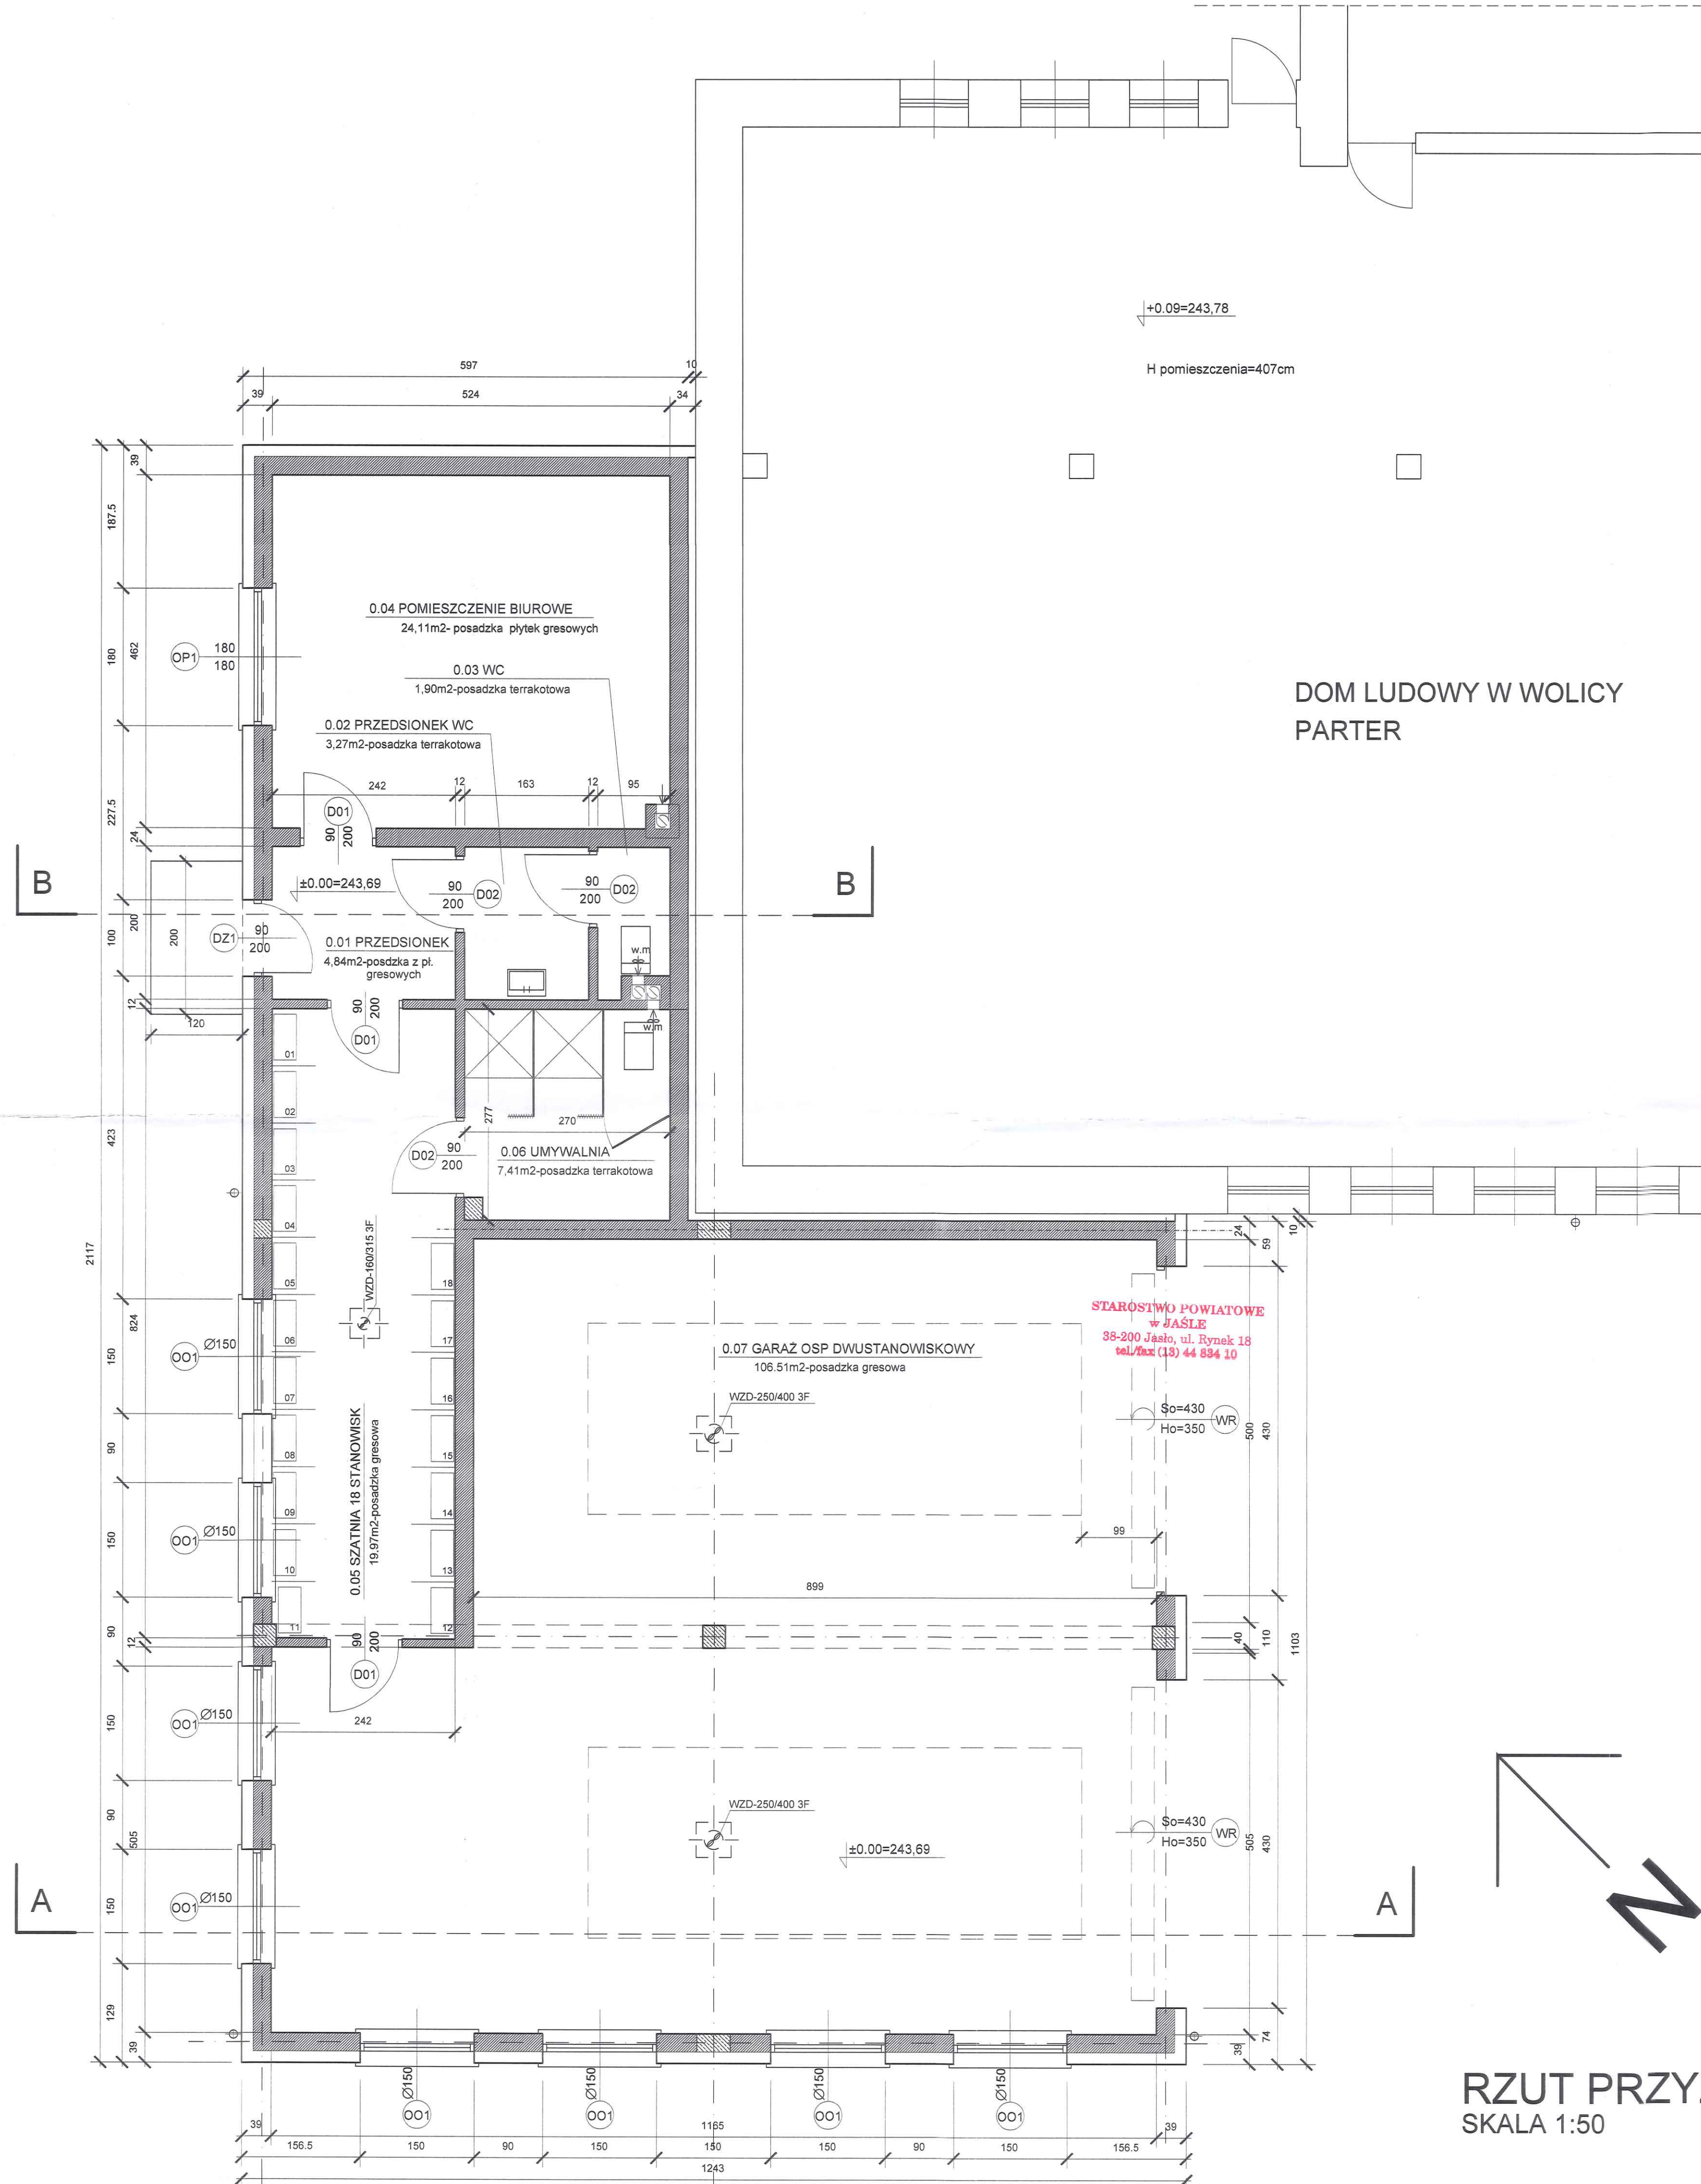 +0.09=243,78
H pomieszczenia=407cm
597
10
39
524
34
39
187.5
180
462
227.5
24
0.04 POMIESZCZENIE BIUROWE
24,11m2- posadzka płytek gresowych
OP1
180
180
0.03 WC
1,90m2-posadzka terrakotowa
0.02 PRZEDSIONEK WC
3,27m2-posadzka terrakotowa
DOM LUDOWY W WOLICY
PARTER
242
12
163
12
95
D01
90
200
B
B
±0.00=243,69
90
200
D02
90
200
D02
DZ1
90
200
100
200
200
0.01 PRZEDSIONEK
4,84m2-posdzka z pł.
gresowych
w.m
12
120
90
200
D01
w.m
01
02
03
04
05
06
07
08
09
10
11
277
270
423
D02
90
200
0.06 UMYWALNIA
7,41m2-posadzka terrakotowa
WZD-160/315 3F
2117
824
18
17
16
15
14
13
12
24
59
10
STAROSTWO POWIATOWE
w JAŚLE
38-200 Jasło, ul. Rynek 18
tel./fax (13) 44 834 10
OO1
Ø150
150
0.07 GARAŻ OSP DWUSTANOWISKOWY
106.51m2-posadzka gresowa
WZD-250/400 3F
So=430
Ho=350
WR
500
430
90
0.05 SZATNIA 18 STANOWISK
19.97m2-posadzka gresowa
OO1
Ø150
150
99
899
90
12
90
200
D01
40
110
1103
OO1
Ø150
150
242
90
505
WZD-250/400 3F
±0.00=243,69
So=430
Ho=350
WR
505
430
A
A
OO1
Ø150
150
N
129
39
74
39
Ø150
OO1
Ø150
OO1
Ø150
OO1
Ø150
OO1
39
1165
39
156.5
150
90
150
150
150
90
150
156.5
1243
RZUT PRZY
SKALA 1:50